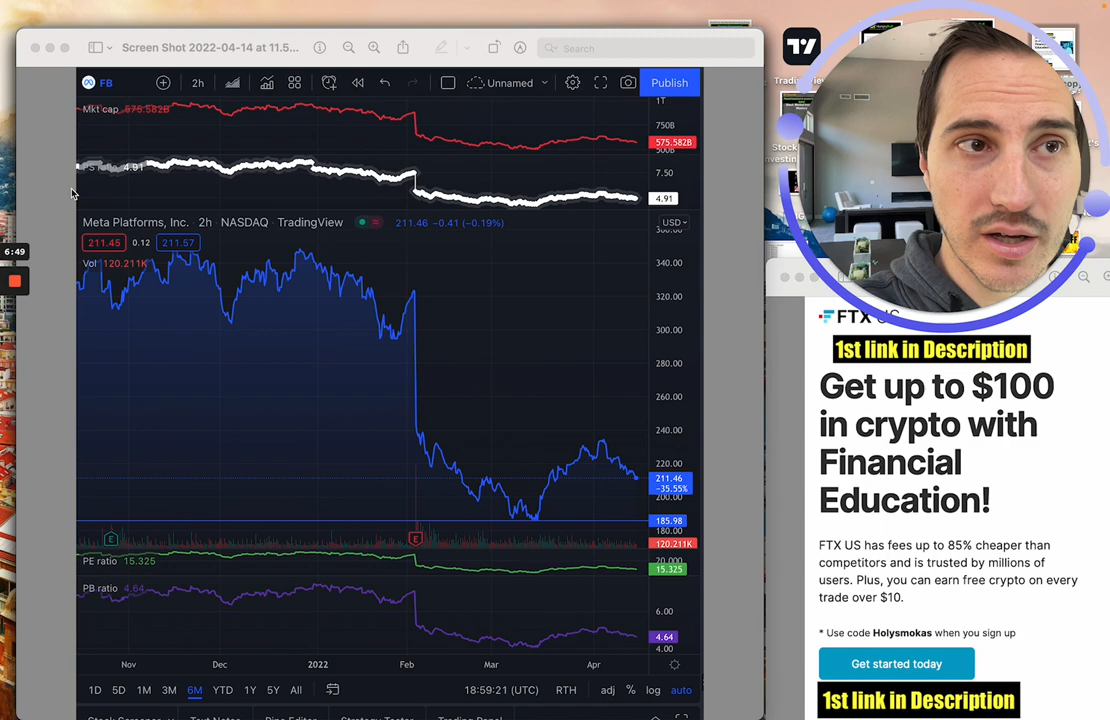 Screen Shot 2022-04-14 at 11.5...
Search
FB
2h
Unnamed
Publish
Mkt cap 575.582B
1T
750B
575.582B
500B
4.91
7.50
4.91
Meta Platforms, Inc. · 2h · NASDAQ · TradingView
211.46 −0.41 (−0.19%)
USD
211.45 0.12 211.57
Vol 120.211K
340.00
320.00
300.00
280.00
260.00
240.00
220.00
211.46
−35.55%
200.00
185.98
180.00
120.211K
E
E
PE ratio 15.325
20.000
15.325
PB ratio 4.64
6.00
4.64
4.00
Nov
Dec
2022
Feb
Mar
Apr
1D 5D 1M 3M 6M YTD 1Y 5Y All
18:59:21 (UTC) RTH adj % log auto
6:49
Stock
FTX US
1st link in Description
Get up to $100
in crypto with
Financial
Education!
FTX US has fees up to 85% cheaper than
competitors and is trusted by millions of
users. Plus, you can earn free crypto on every
trade over $10.
* Use code Holysmokas when you sign up
Get started today
1st link in Description